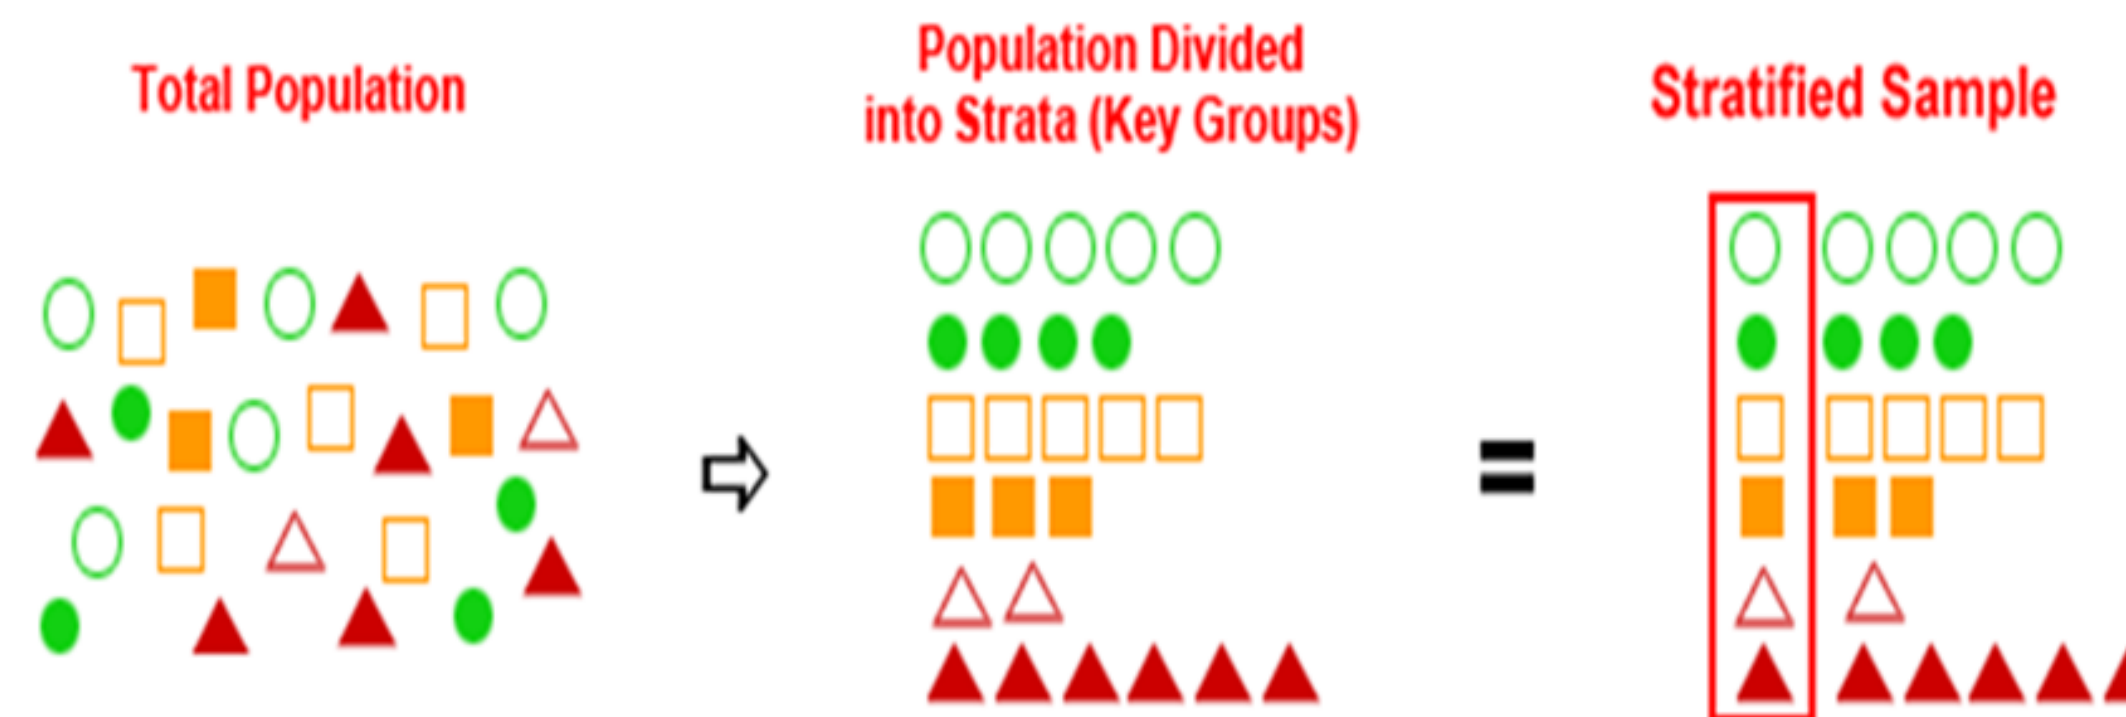 Total Population
Population Divided
into Strata (Key Groups)
Stratified Sample